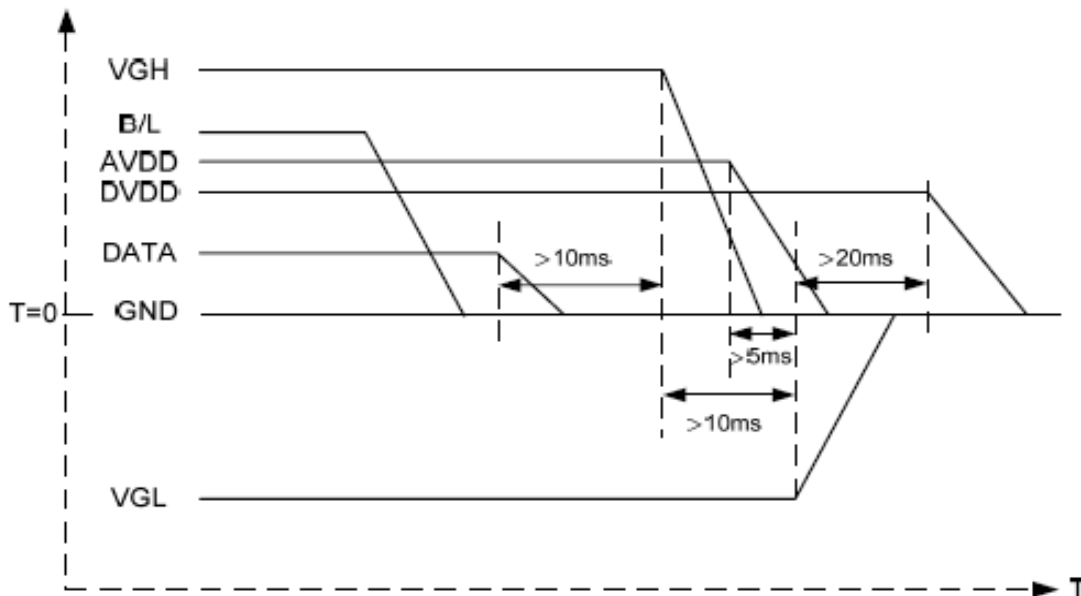 VGH
B/L
AVDD
DVDD
DATA
>10ms
>20ms
T=0
GND
>5ms
>10ms
VGL
T